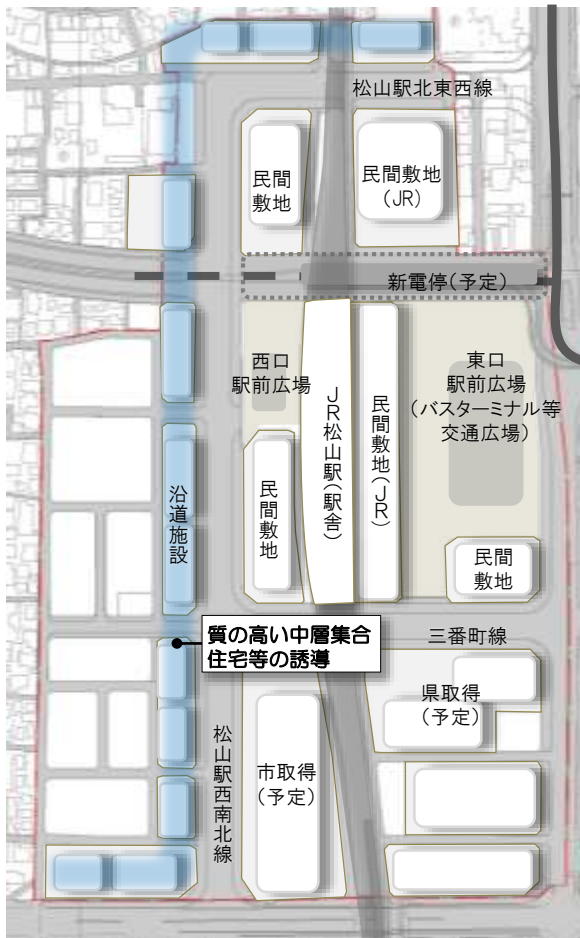 松山駅北東西線
民間
敷地
民間敷地
（JR）
新電停（予定）
西口
駅前広場
JR松山駅（駅舎）
民間敷地（JR）
東口
駅前広場
（バスターミナル等
交通広場）
民間敷地
沿道施設
民間
敷地
質の高い中層集合
住宅等の誘導
三番町線
県取得
（予定）
松山駅西南北線
市取得
（予定）